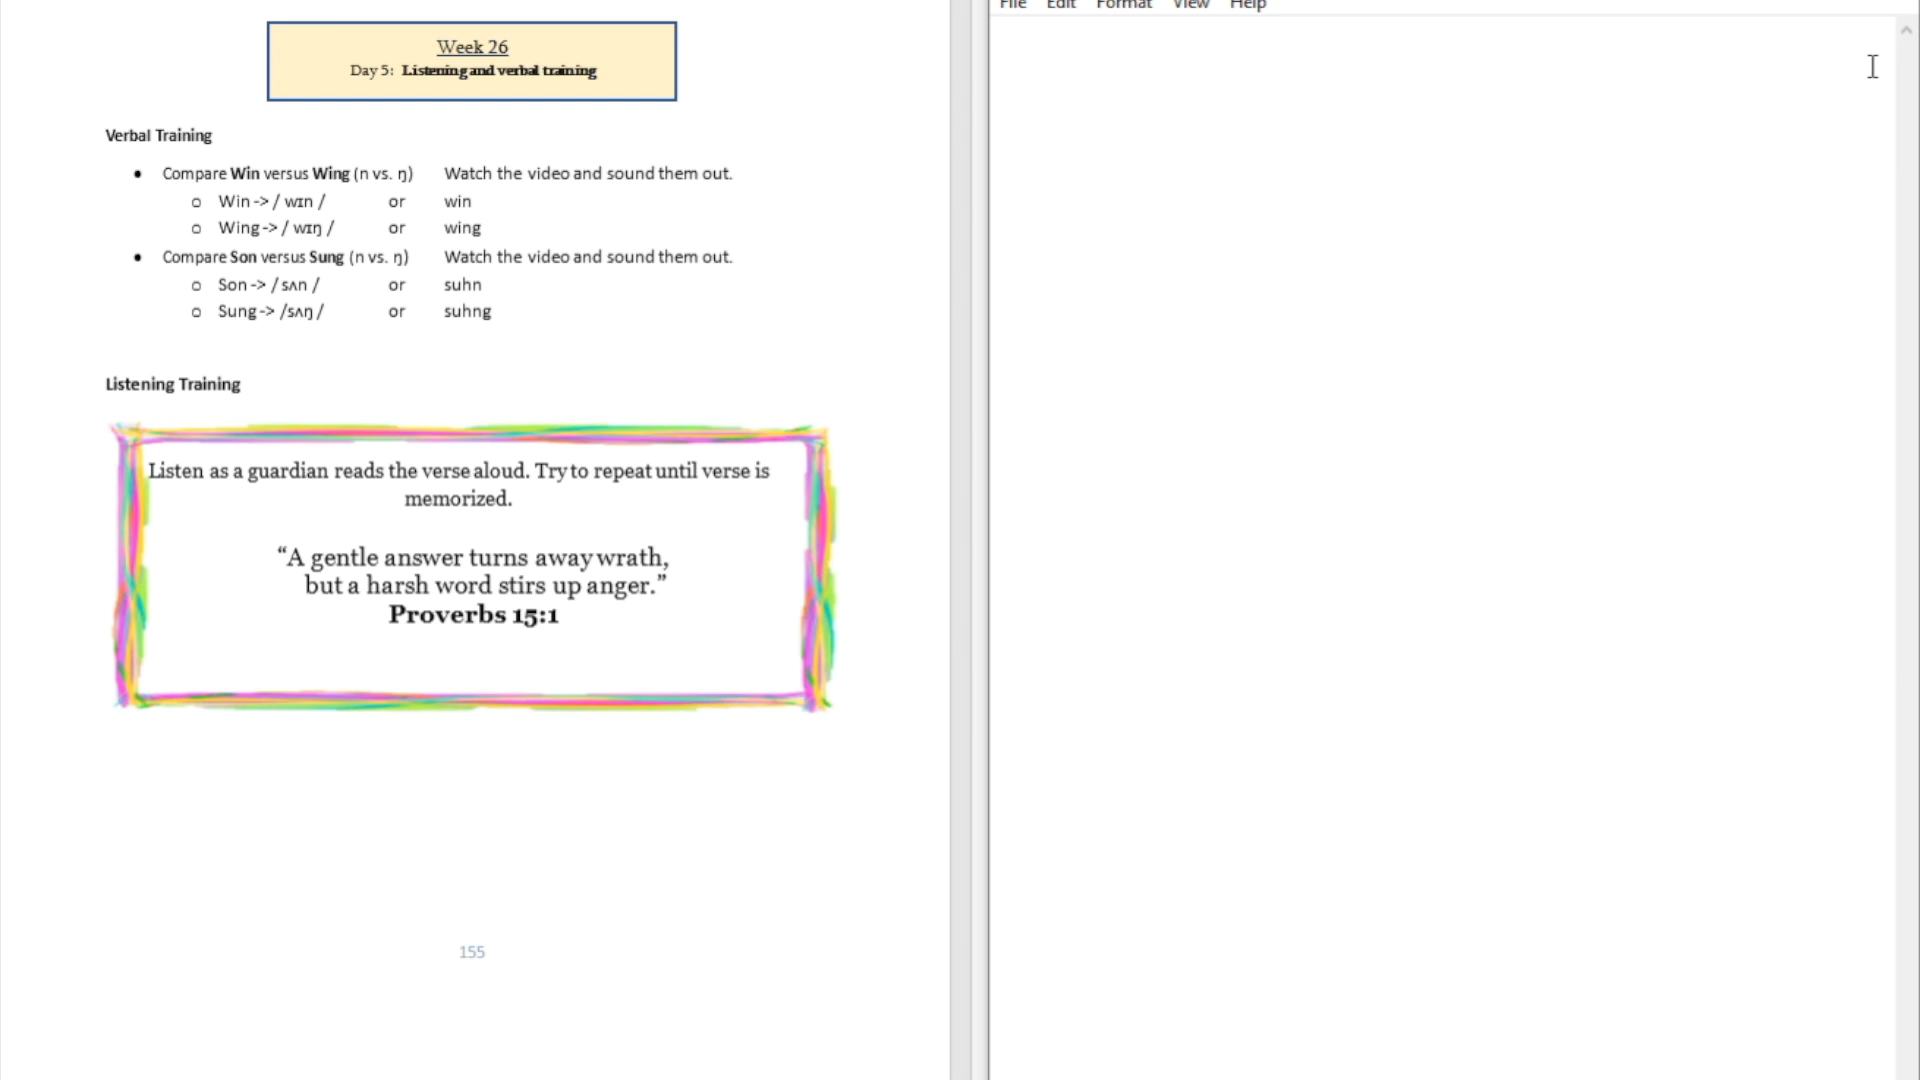 File Edit Format View Help
Week 26
Day 5: Listening and verbal training
Verbal Training
• Compare Win versus Wing (n vs. ŋ) Watch the video and sound them out.
o Win -> / wɪn / or win
o Wing -> / wɪŋ / or wing
• Compare Son versus Sung (n vs. ŋ) Watch the video and sound them out.
o Son -> / sʌn / or suhn
o Sung -> /sʌŋ / or suhng
Listening Training
Listen as a guardian reads the verse aloud. Try to repeat until verse is
memorized.
“A gentle answer turns away wrath,
but a harsh word stirs up anger.”
Proverbs 15:1
155